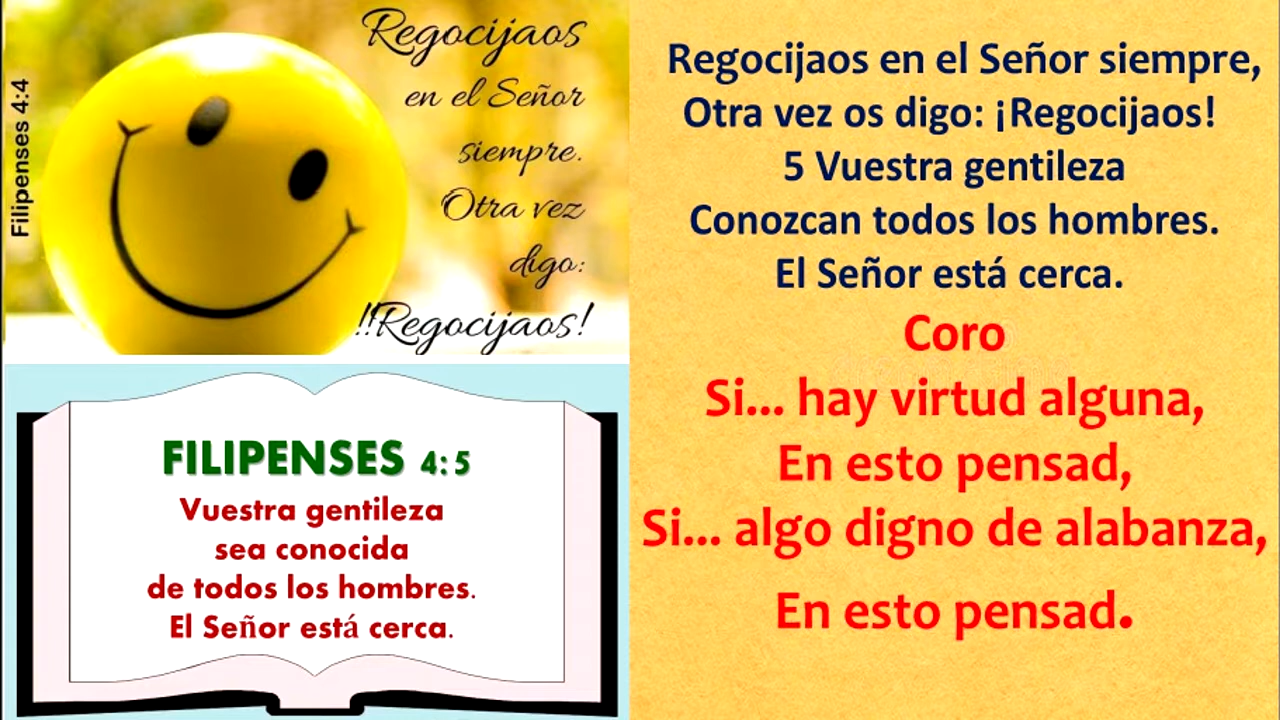 Filipenses 4:4
Regocijaos
en el Señor
siempre.
Otra vez
digo:
!!Regocijaos!
FILIPENSES 4:5
Vuestra gentileza
sea conocida
de todos los hombres.
El Señor está cerca.
Regocijaos en el Señor siempre,
Otra vez os digo: ¡Regocijaos!
5 Vuestra gentileza
Conozcan todos los hombres.
El Señor está cerca.
Coro
Si... hay virtud alguna,
En esto pensad,
Si... algo digno de alabanza,
En esto pensad.